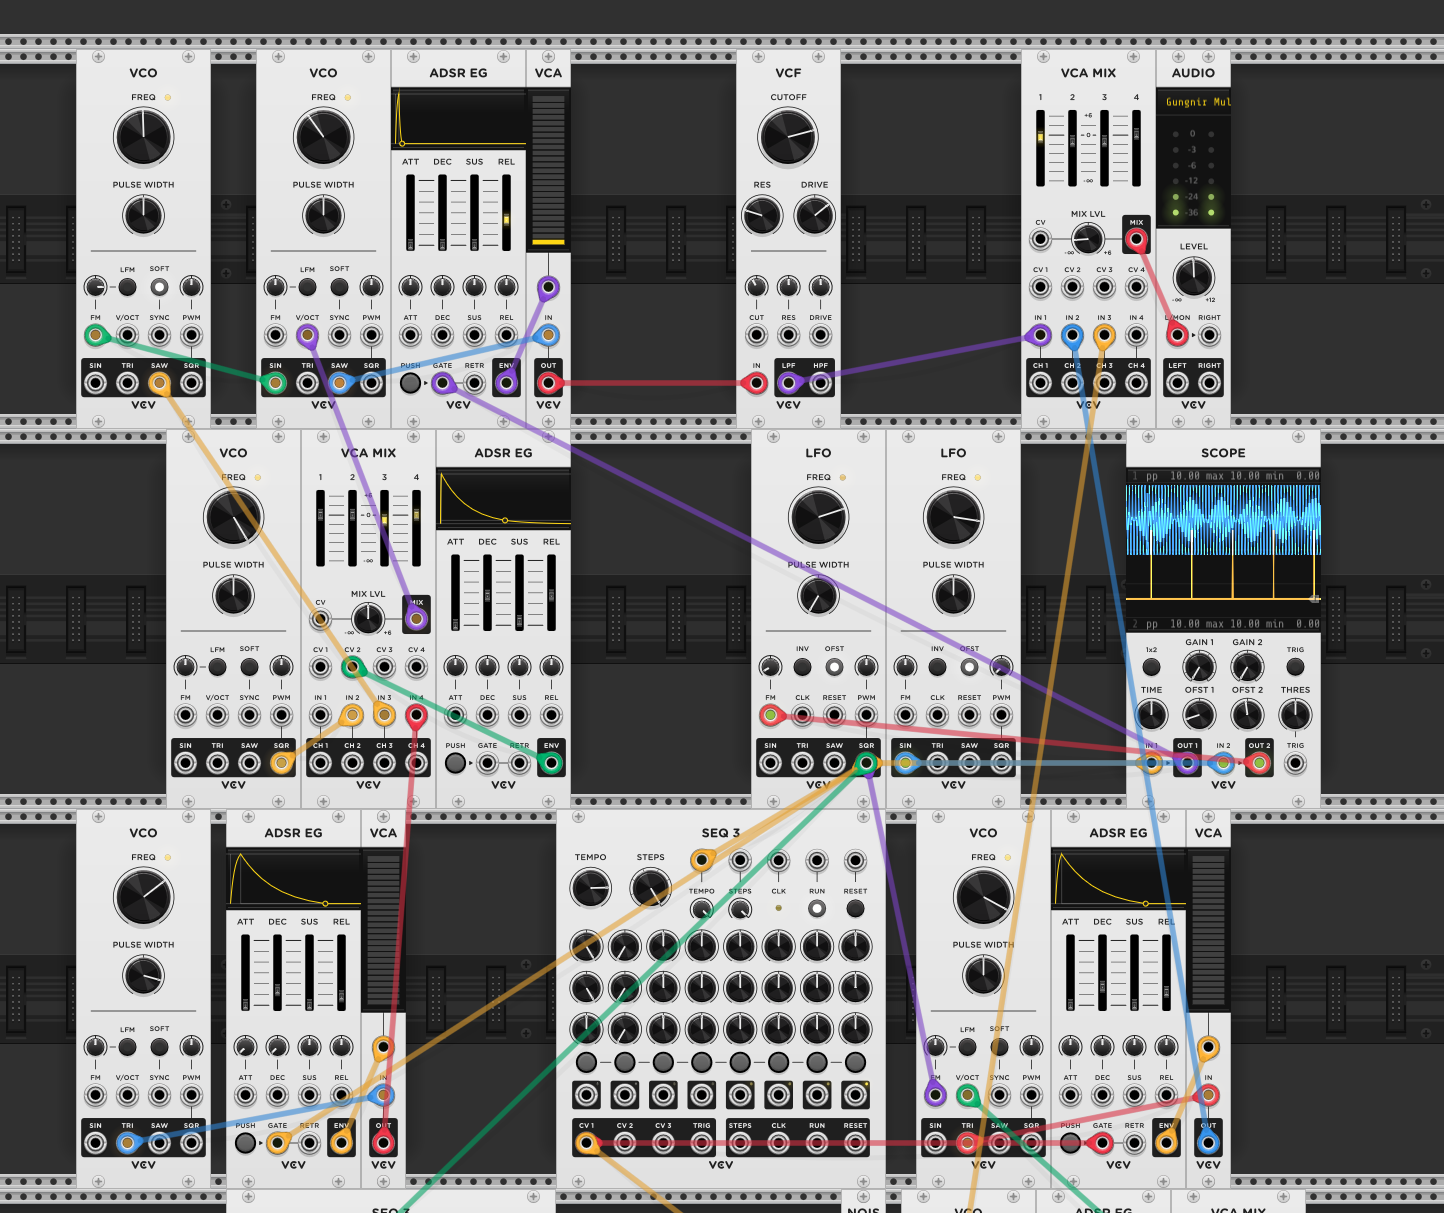 VCO VCO ADSR EG VCA VCF VCA MIX AUDIO
FREQ FREQ CUTOFF 1 2 3 4 Gungnir Mul
+6 0
-0- -3
-6
ATT DEC SUS REL -12
-∞ -24
PULSE WIDTH PULSE WIDTH RES DRIVE -36
CV MIX LVL MIX
-∞ +6 LEVEL
LFM SOFT LFM SOFT CV 1 CV 2 CV 3 CV 4
-∞ +12
FM V/OCT SYNC PWM FM V/OCT SYNC PWM ATT DEC SUS REL IN CUT RES DRIVE IN 1 IN 2 IN 3 IN 4 L/MON RIGHT
SIN TRI SAW SQR SIN TRI SAW SQR PUSH GATE RETR ENV OUT IN LPF HPF CH 1 CH 2 CH 3 CH 4 LEFT RIGHT
VCV VCV VCV VCV VCV VCV VCV
VCO VCA MIX ADSR EG LFO LFO SCOPE
FREQ 1 2 3 4 FREQ FREQ 1 pp 10.00 max 10.00 min 0.00
+6
-0-
ATT DEC SUS REL
-∞
PULSE WIDTH PULSE WIDTH PULSE WIDTH
CV MIX LVL MIX
-∞ +6 2 pp 10.00 max 10.00 min 0.00
LFM SOFT CV 1 CV 2 CV 3 CV 4 INV OFST INV OFST 1x2 GAIN 1 GAIN 2 TRIG
TIME OFST 1 OFST 2 THRES
FM V/OCT SYNC PWM IN 1 IN 2 IN 3 IN 4 ATT DEC SUS REL FM CLK RESET PWM FM CLK RESET PWM
SIN TRI SAW SQR CH 1 CH 2 CH 3 CH 4 PUSH GATE RETR ENV SIN TRI SAW SQR SIN TRI SAW SQR IN 1 OUT 1 IN 2 OUT 2 TRIG
VCV VCV VCV VCV VCV VCV
VCO ADSR EG VCA SEQ 3 VCO ADSR EG VCA
FREQ TEMPO STEPS FREQ
TEMPO STEPS CLK RUN RESET
ATT DEC SUS REL ATT DEC SUS REL
PULSE WIDTH PULSE WIDTH
LFM SOFT LFM SOFT
FM V/OCT SYNC PWM ATT DEC SUS REL IN FM V/OCT SYNC PWM ATT DEC SUS REL IN
SIN TRI SAW SQR PUSH GATE RETR ENV OUT CV 1 CV 2 CV 3 TRIG STEPS CLK RUN RESET SIN TRI SAW SQR PUSH GATE RETR ENV OUT
VCV VCV VCV VCV VCV VCV VCV
SEQ 3 NOIS VCO ADSR EG VCA MIX